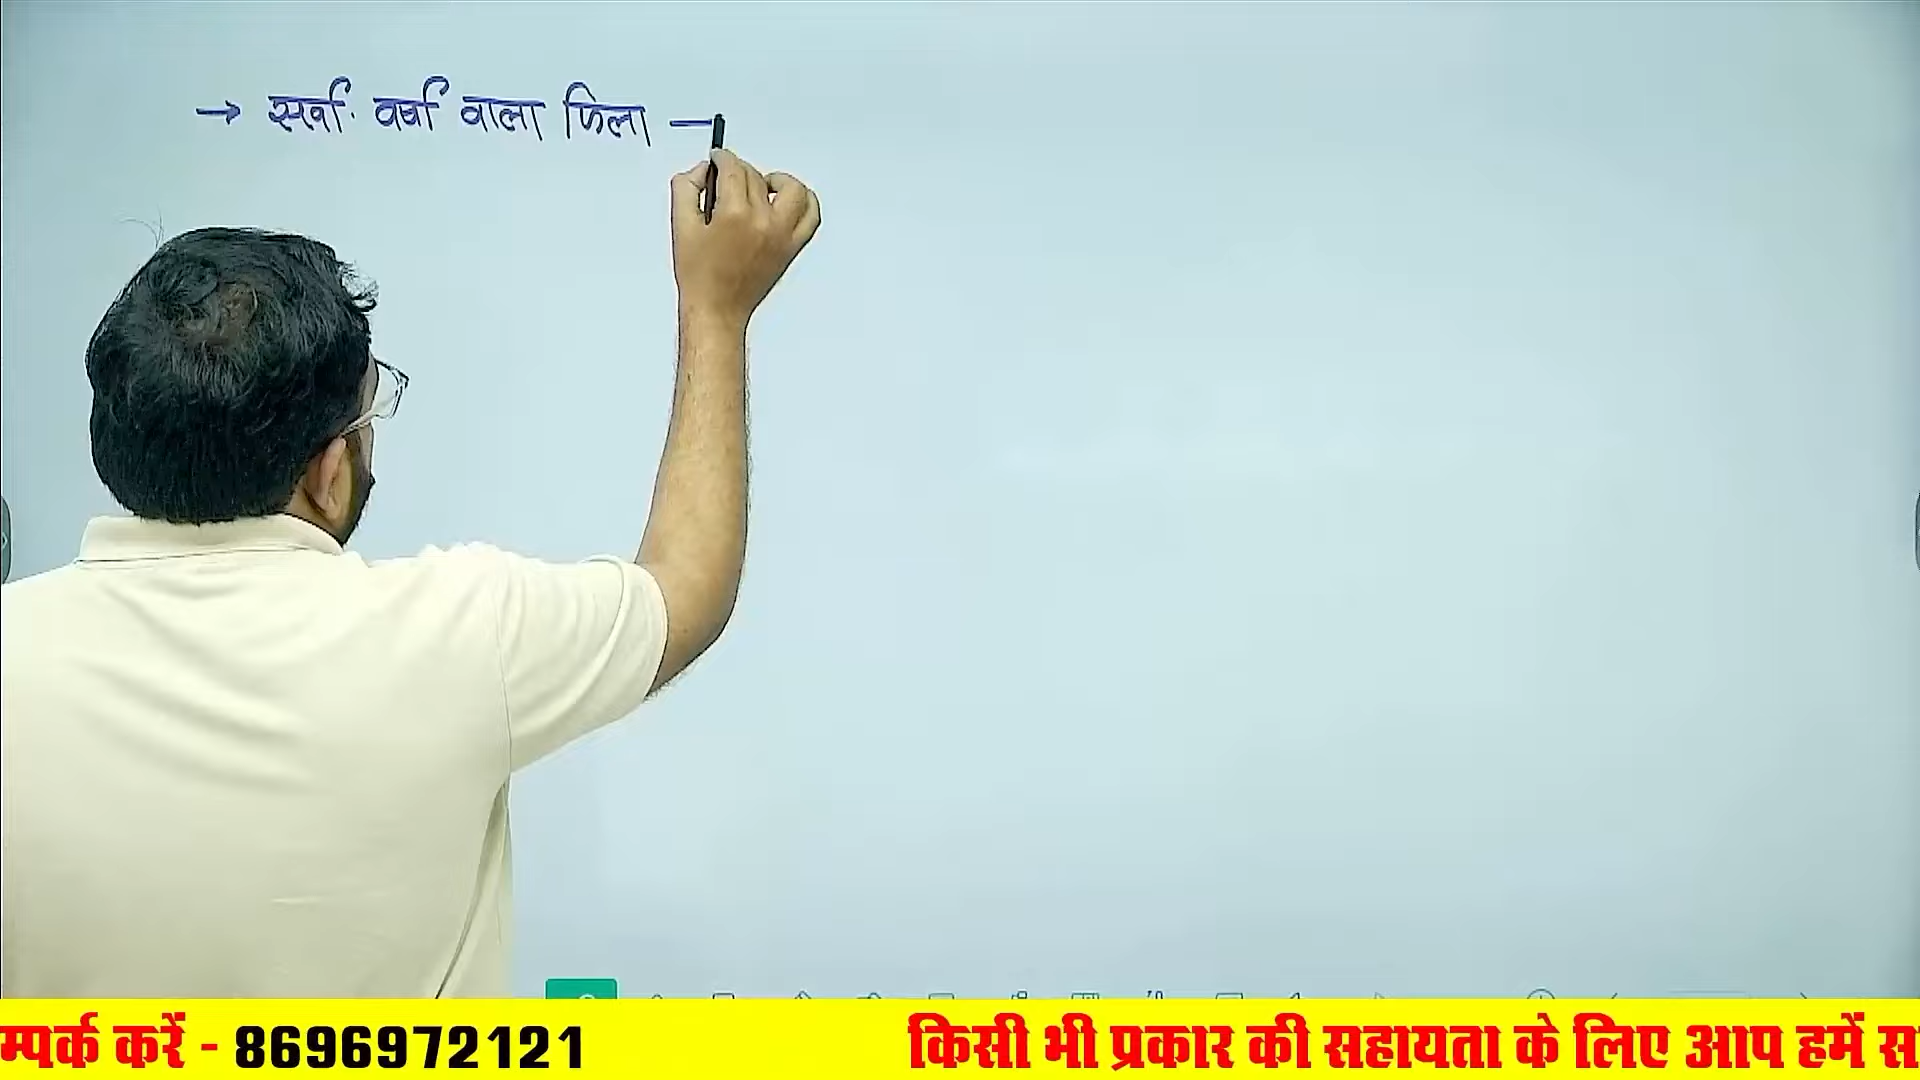 → सर्वा. वर्षा वाला जिला –
म्पर्क करें - 8696972121 किसी भी प्रकार की सहायता के लिए आप हमें स